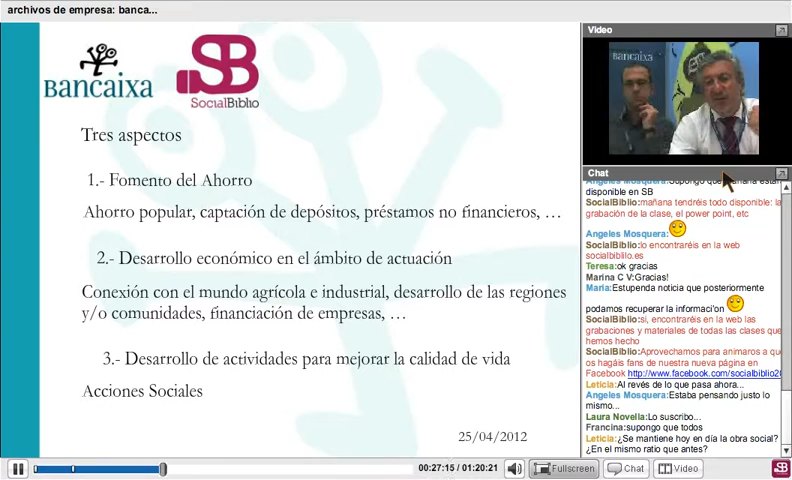 archivos de empresa: banca...
Bancaixa
SB
SocialBiblio
Tres aspectos
1.- Fomento del Ahorro
Ahorro popular, captación de depósitos, préstamos no financieros, ...
2.- Desarrollo económico en el ámbito de actuación
Conexión con el mundo agrícola e industrial, desarrollo de las regiones
y/o comunidades, financiación de empresas, ...
3.- Desarrollo de actividades para mejorar la calidad de vida
Acciones Sociales
25/04/2012
Video
Bancaixa
Chat
Angeles Mosquera:Supongo que mañana estará
disponible en SB
SocialBiblio:mañana tendréis todo disponible: la
grabación de la clase, el power point, etc
Angeles Mosquera:
SocialBiblio:lo encontraréis en la web
socialbiblilo.es
Teresa:ok gracias
Marina C V:Gracias!
Maria:Estupenda noticia que posteriormente
podamos recuperar la informaci'on
SocialBiblio:si, encontraréis en la web las
grabaciones y materiales de todas las clases que
hemos hecho
SocialBiblio:Aprovechamos para animaros a que
os hagáis fans de nuestra nueva página en
Facebook http://www.facebook.com/socialbiblio20
Leticia:Al revés de lo que pasa ahora...
Angeles Mosquera:Estaba pensando justo lo
mismo...
Laura Novella:Lo suscribo...
Francina:supongo que todos
Leticia:¿Se mantiene hoy en día la obra social?
¿En el mismo ratio que antes?
00:27:15 / 01:20:21
Fullscreen
Chat
Video
SB